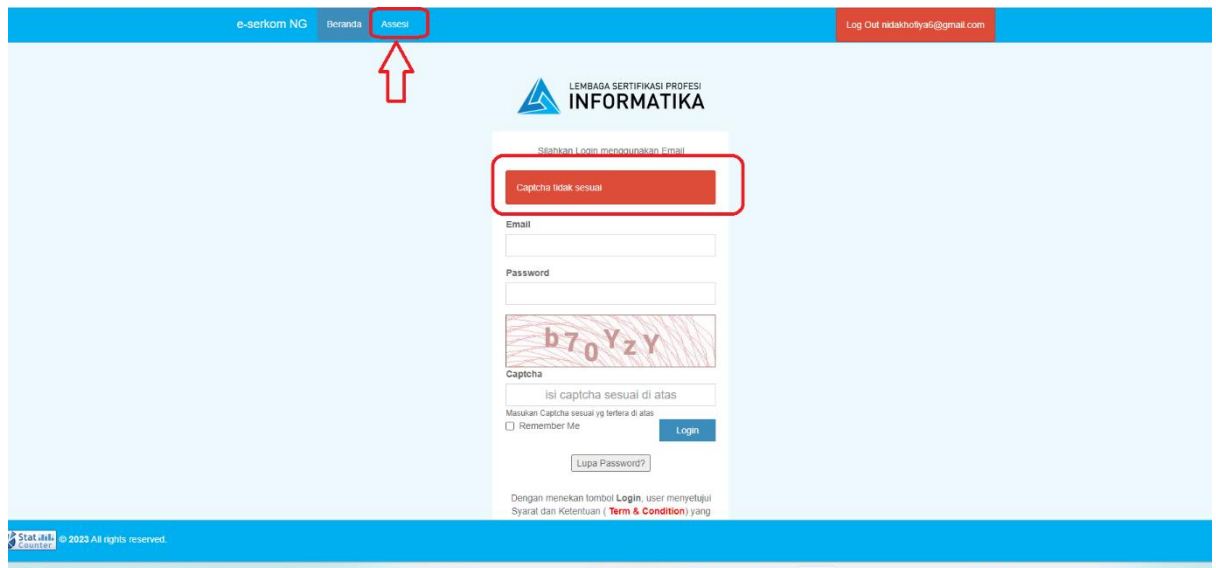 e-serkom NG Beranda Assesi Log Out nidakhofiya6@gmail.com
LEMBAGA SERTIFIKASI PROFESI
INFORMATIKA
Silahkan Login menggunakan Email
Captcha tidak sesuai
Email
Password
b70YzY
Captcha
isi captcha sesuai di atas
Masukan Captcha sesuai yg tertera di atas
Remember Me Login
Lupa Password?
Dengan menekan tombol Login, user menyetujui
Syarat dan Ketentuan ( Term & Condition) yang
Stat
Counter © 2023 All rights reserved.